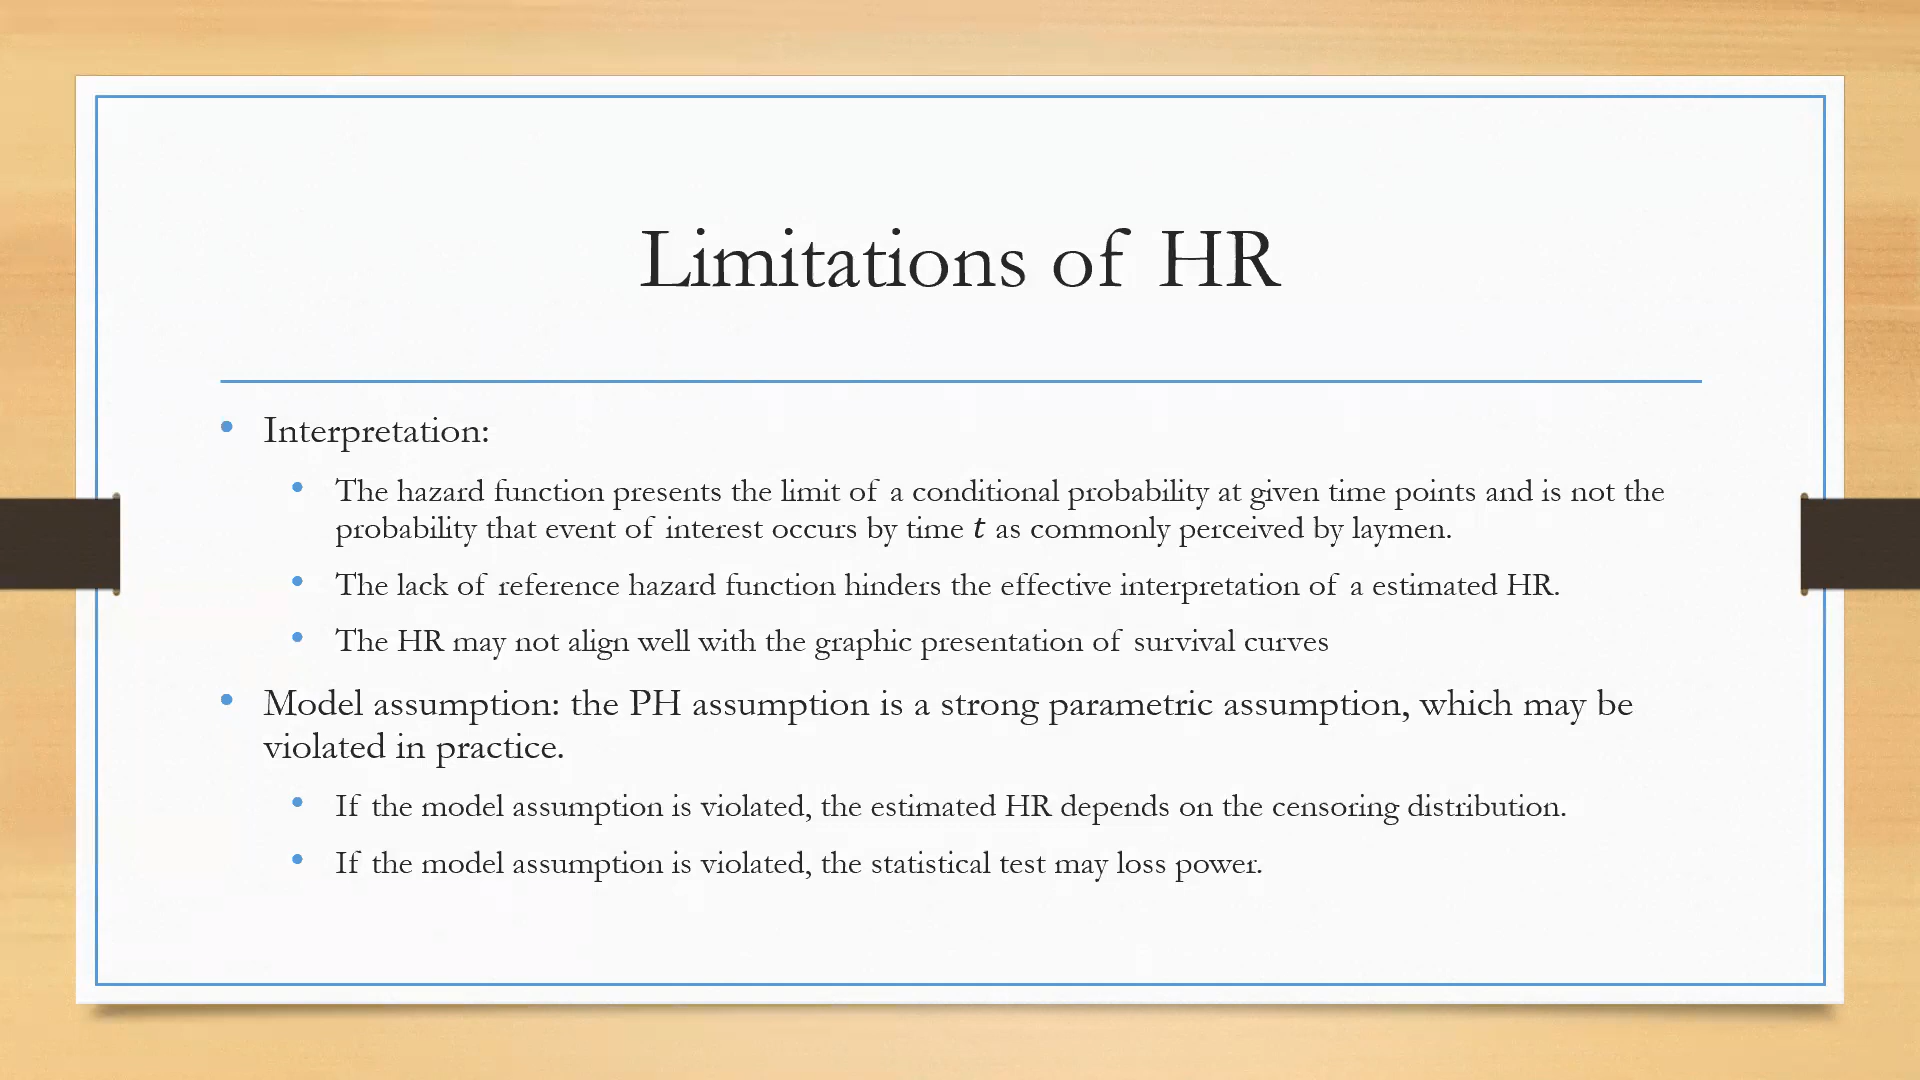 Limitations of HR
• Interpretation:
• The hazard function presents the limit of a conditional probability at given time points and is not the
probability that event of interest occurs by time t as commonly perceived by laymen.
• The lack of reference hazard function hinders the effective interpretation of a estimated HR.
• The HR may not align well with the graphic presentation of survival curves
• Model assumption: the PH assumption is a strong parametric assumption, which may be
violated in practice.
• If the model assumption is violated, the estimated HR depends on the censoring distribution.
• If the model assumption is violated, the statistical test may loss power.